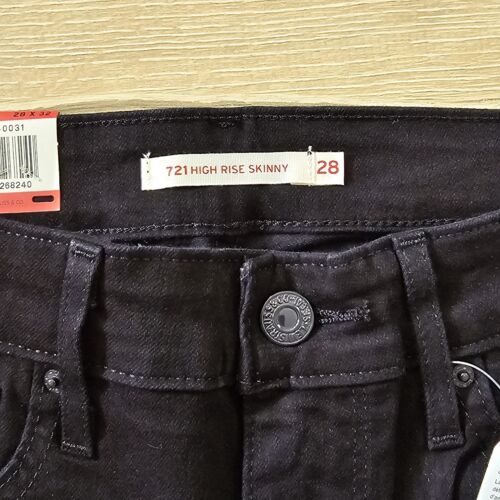 28 X 32
-0031
268240
721 HIGH RISE SKINNY 28